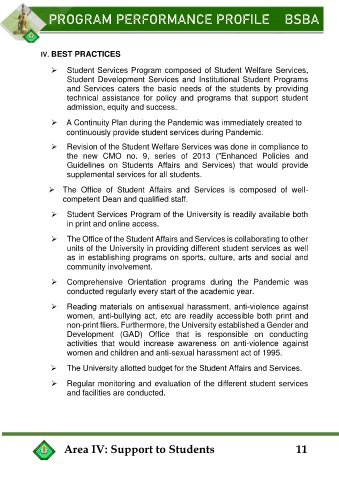 PROGRAM PERFORMANCE PROFILE BSBA
IV. BEST PRACTICES
➢ Student Services Program composed of Student Welfare Services,
Student Development Services and Institutional Student Programs
and Services caters the basic needs of the students by providing
technical assistance for policy and programs that support student
admission, equity and success.
➢ A Continuity Plan during the Pandemic was immediately created to
continuously provide student services during Pandemic.
➢ Revision of the Student Welfare Services was done in compliance to
the new CMO no. 9, series of 2013 ("Enhanced Policies and
Guidelines on Students Affairs and Services) that would provide
supplemental services for all students.
➢ The Office of Student Affairs and Services is composed of well-
competent Dean and qualified staff.
➢ Student Services Program of the University is readily available both
in print and online access.
➢ The Office of the Student Affairs and Services is collaborating to other
units of the University in providing different student services as well
as in establishing programs on sports, culture, arts and social and
community involvement.
➢ Comprehensive Orientation programs during the Pandemic was
conducted regularly every start of the academic year.
➢ Reading materials on antisexual harassment, anti-violence against
women, anti-bullying act, etc are readily accessible both print and
non-print fliers. Furthermore, the University established a Gender and
Development (GAD) Office that is responsible on conducting
activities that would increase awareness on anti-violence against
women and children and anti-sexual harassment act of 1995.
➢ The University allotted budget for the Student Affairs and Services.
➢ Regular monitoring and evaluation of the different student services
and facilities are conducted.
Area IV: Support to Students 11